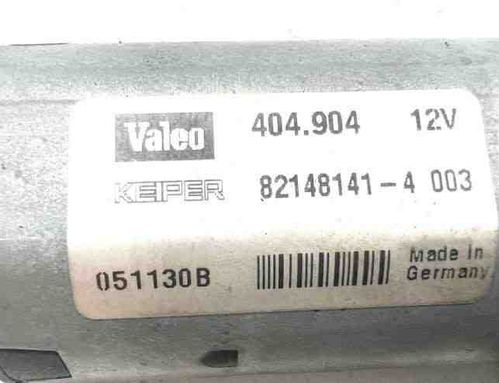 Valeo 404.904 12V
KEIPER 82148141-4 003
051130B Made in
Germany